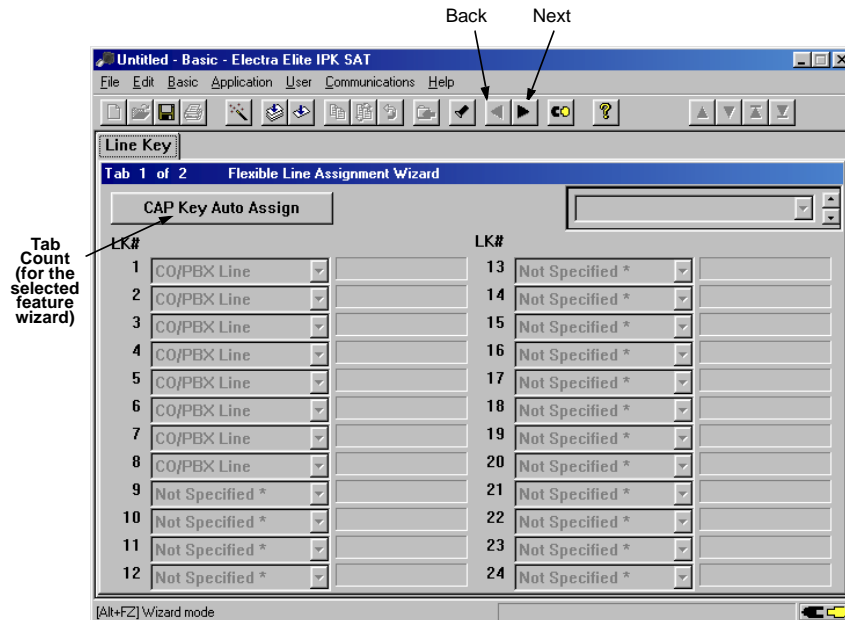 Back Next
Untitled - Basic - Electra Elite IPK SAT
File Edit Basic Application User Communications Help
Line Key
Tab 1 of 2 Flexible Line Assignment Wizard
CAP Key Auto Assign
Tab
Count
(for the
selected
feature
wizard)
LK# LK#
1 CO/PBX Line 13 Not Specified *
2 CO/PBX Line 14 Not Specified *
3 CO/PBX Line 15 Not Specified *
4 CO/PBX Line 16 Not Specified *
5 CO/PBX Line 17 Not Specified *
6 CO/PBX Line 18 Not Specified *
7 CO/PBX Line 19 Not Specified *
8 CO/PBX Line 20 Not Specified *
9 Not Specified * 21 Not Specified *
10 Not Specified * 22 Not Specified *
11 Not Specified * 23 Not Specified *
12 Not Specified * 24 Not Specified *
[Alt+FZ] Wizard mode